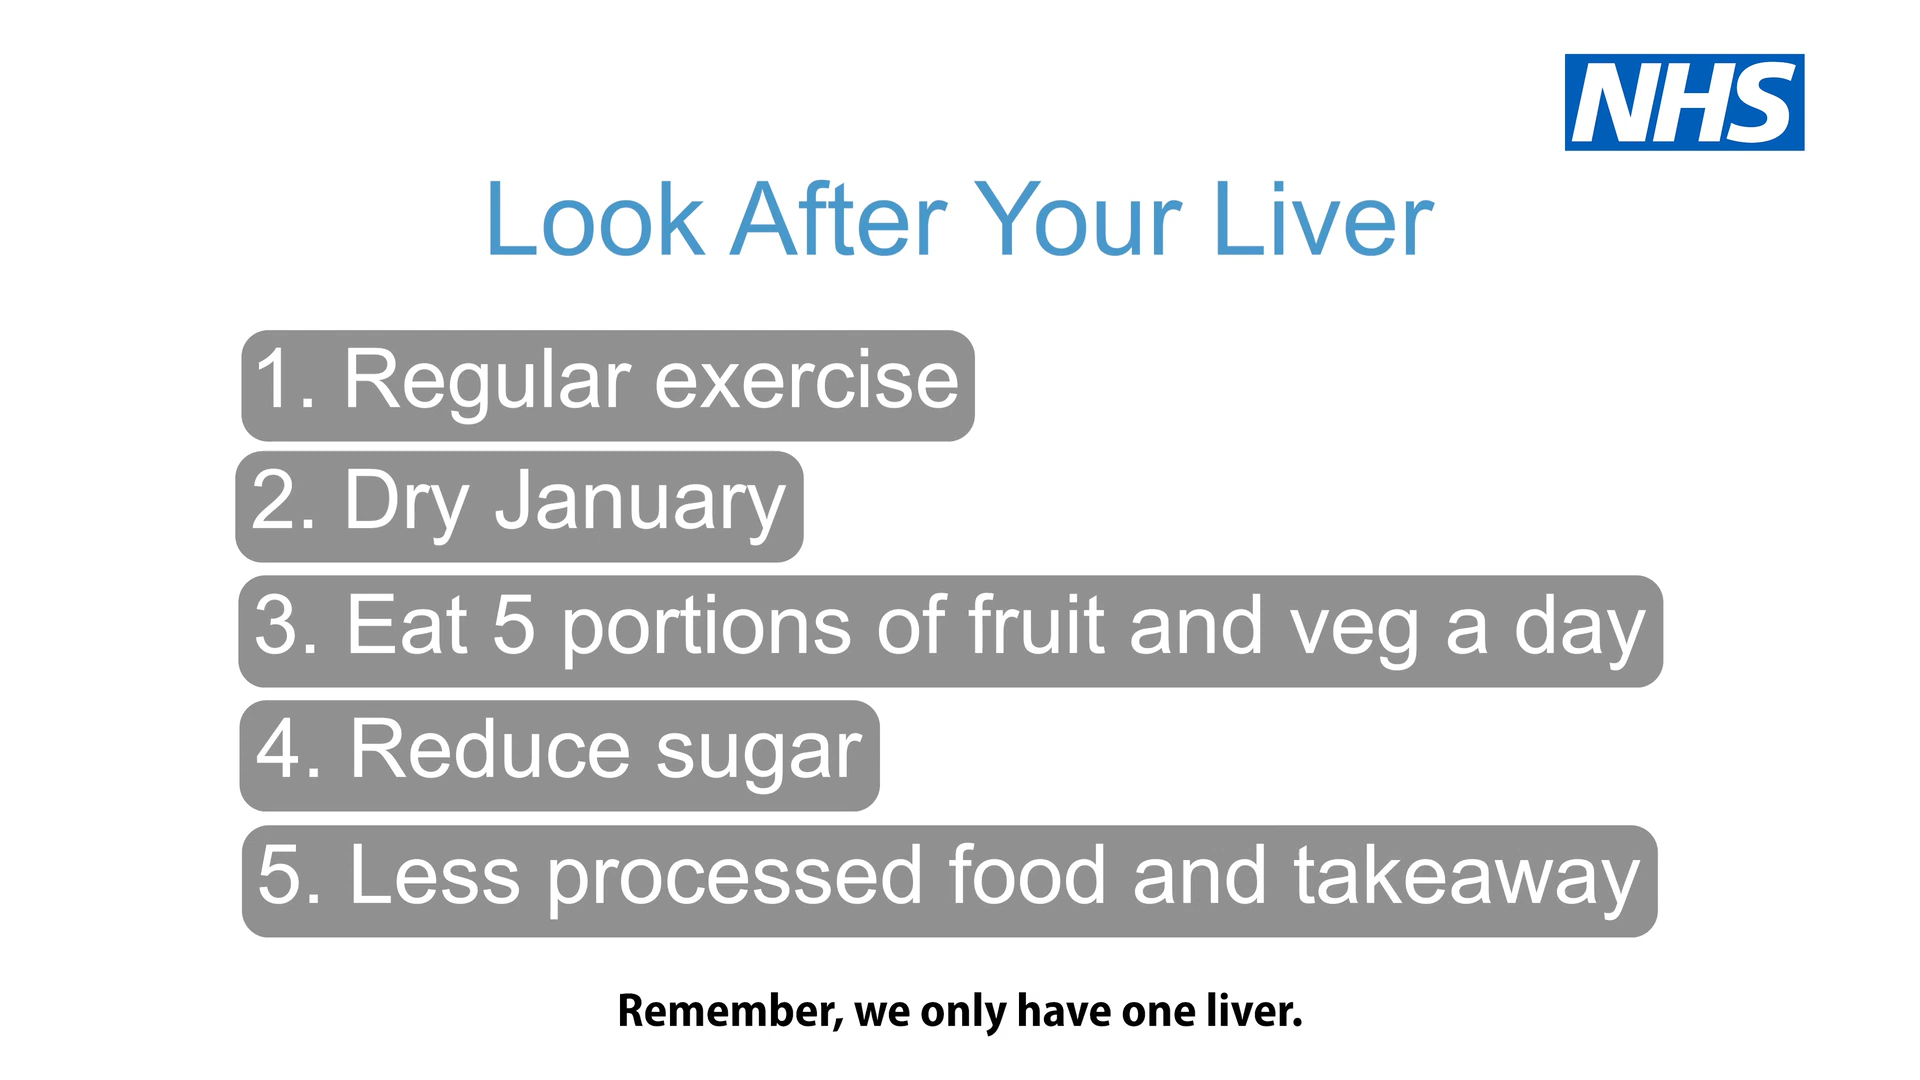 NHS
Look After Your Liver
1. Regular exercise
2. Dry January
3. Eat 5 portions of fruit and veg a day
4. Reduce sugar
5. Less processed food and takeaway
Remember, we only have one liver.